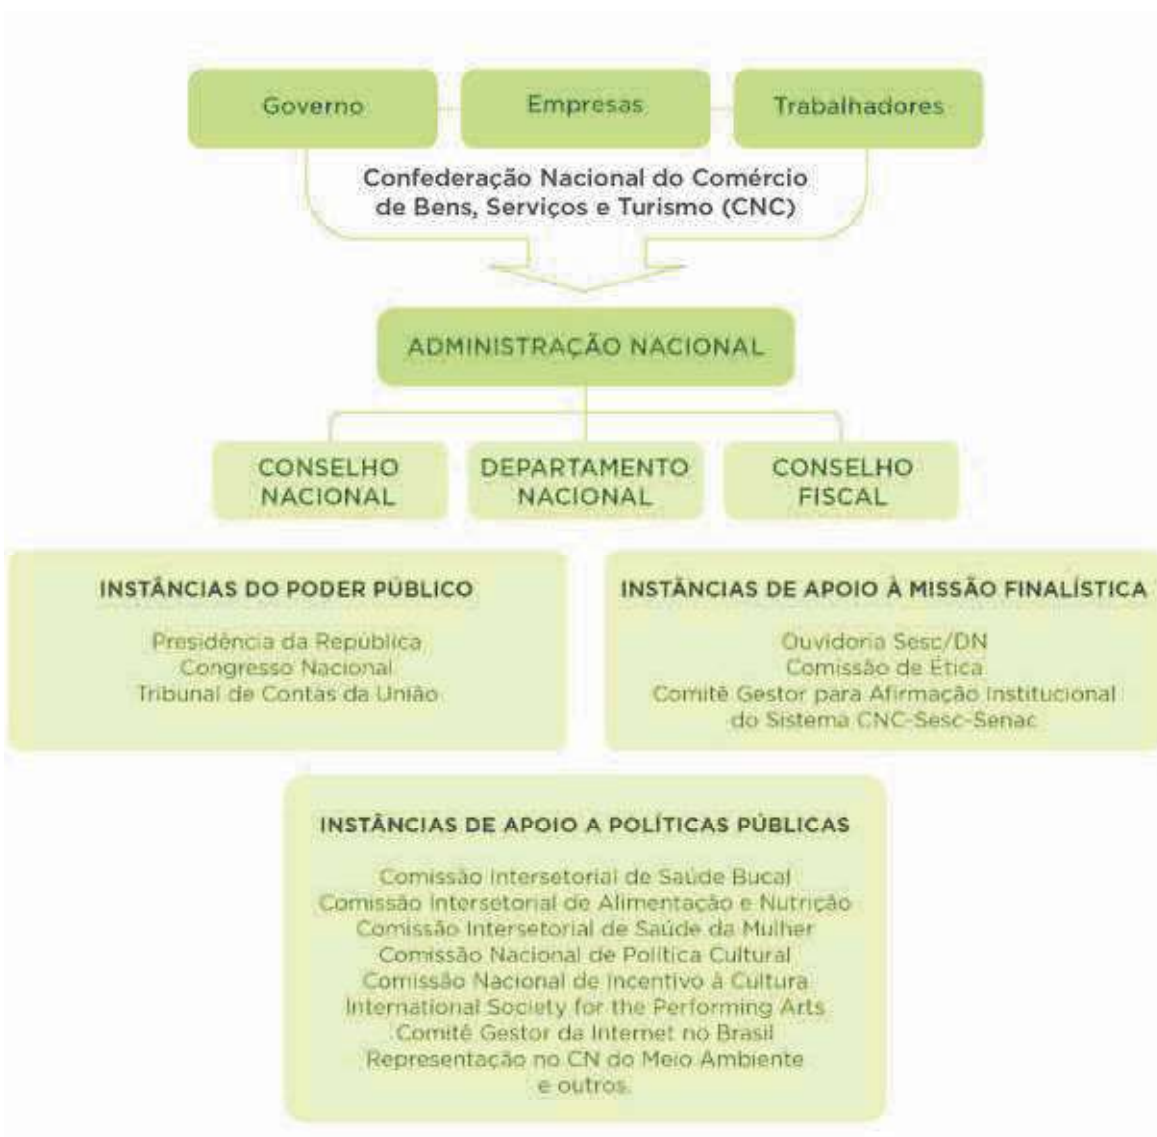 Governo
Empresas
Trabalhadores
Confederação Nacional do Comércio
de Bens, Serviços e Turismo (CNC)
ADMINISTRAÇÃO NACIONAL
CONSELHO
NACIONAL
DEPARTAMENTO
NACIONAL
CONSELHO
FISCAL
INSTÂNCIAS DO PODER PÚBLICO
Presidência da República
Congresso Nacional
Tribunal de Contas da União
INSTÂNCIAS DE APOIO À MISSÃO FINALÍSTICA
Ouvidoria Sesc/DN
Comissão de Ética
Comitê Gestor para Afirmação Institucional
do Sistema CNC-Sesc-Senac
INSTÂNCIAS DE APOIO A POLÍTICAS PÚBLICAS
Comissão Intersetorial de Saúde Bucal
Comissão Intersetorial de Alimentação e Nutrição
Comissão Intersetorial de Saúde da Mulher
Comissão Nacional de Política Cultural
Comissão Nacional de Incentivo à Cultura
International Society for the Performing Arts
Comitê Gestor da Internet no Brasil
Representação no CN do Meio Ambiente
e outros.